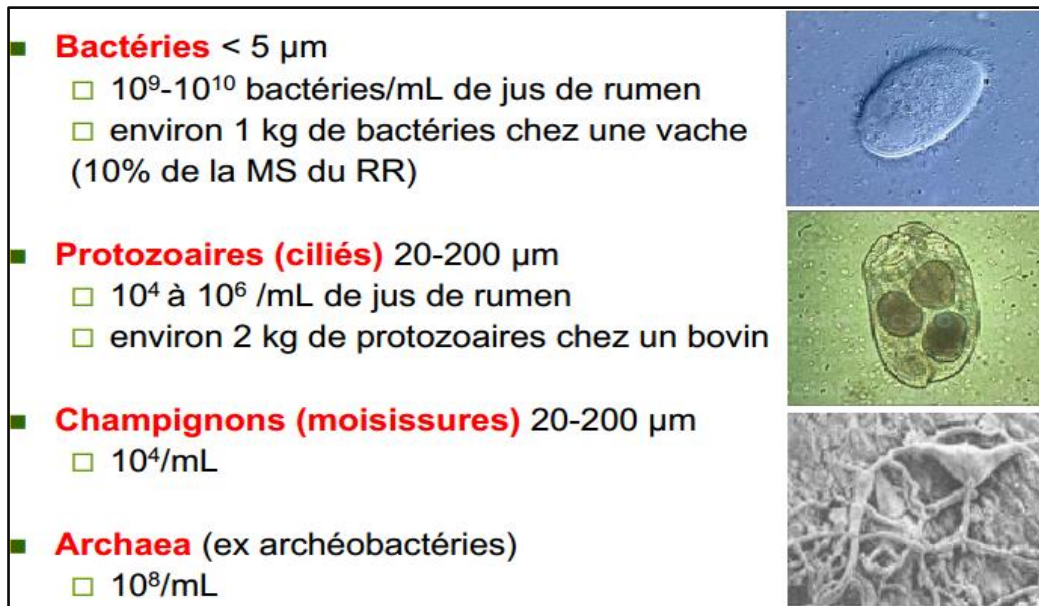 Bactéries < 5 µm
10⁹-10¹⁰ bactéries/mL de jus de rumen
environ 1 kg de bactéries chez une vache
(10% de la MS du RR)
Protozoaires (ciliés) 20-200 µm
10⁴ à 10⁶ /mL de jus de rumen
environ 2 kg de protozoaires chez un bovin
Champignons (moisissures) 20-200 µm
10⁴/mL
Archaea (ex archéobactéries)
10⁸/mL